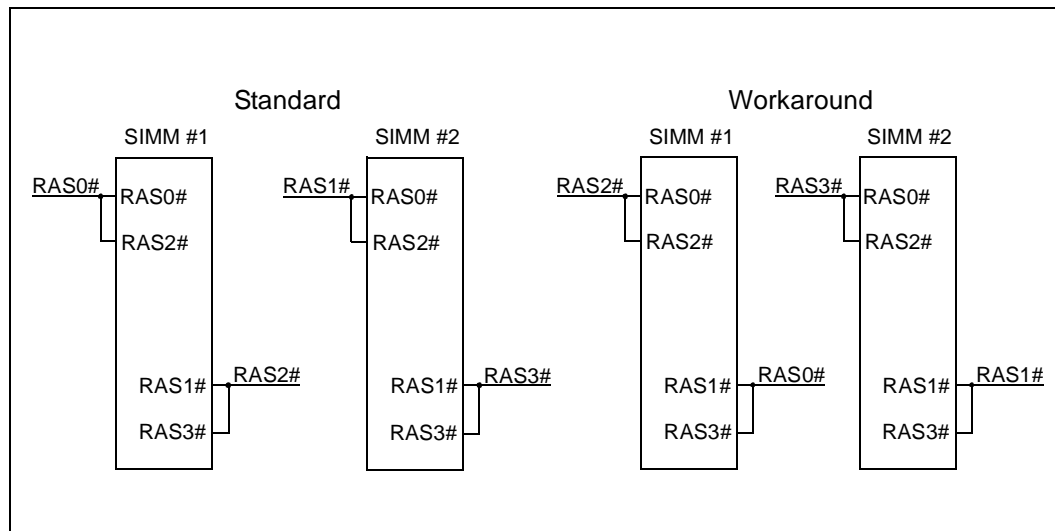 Standard
Workaround
SIMM #1
SIMM #2
SIMM #1
SIMM #2
RAS0#
RAS0#
RAS2#
RAS1#
RAS2#
RAS3#
RAS1#
RAS0#
RAS2#
RAS1#
RAS3#
RAS3#
RAS2#
RAS0#
RAS2#
RAS1#
RAS0#
RAS3#
RAS3#
RAS0#
RAS2#
RAS1#
RAS1#
RAS3#